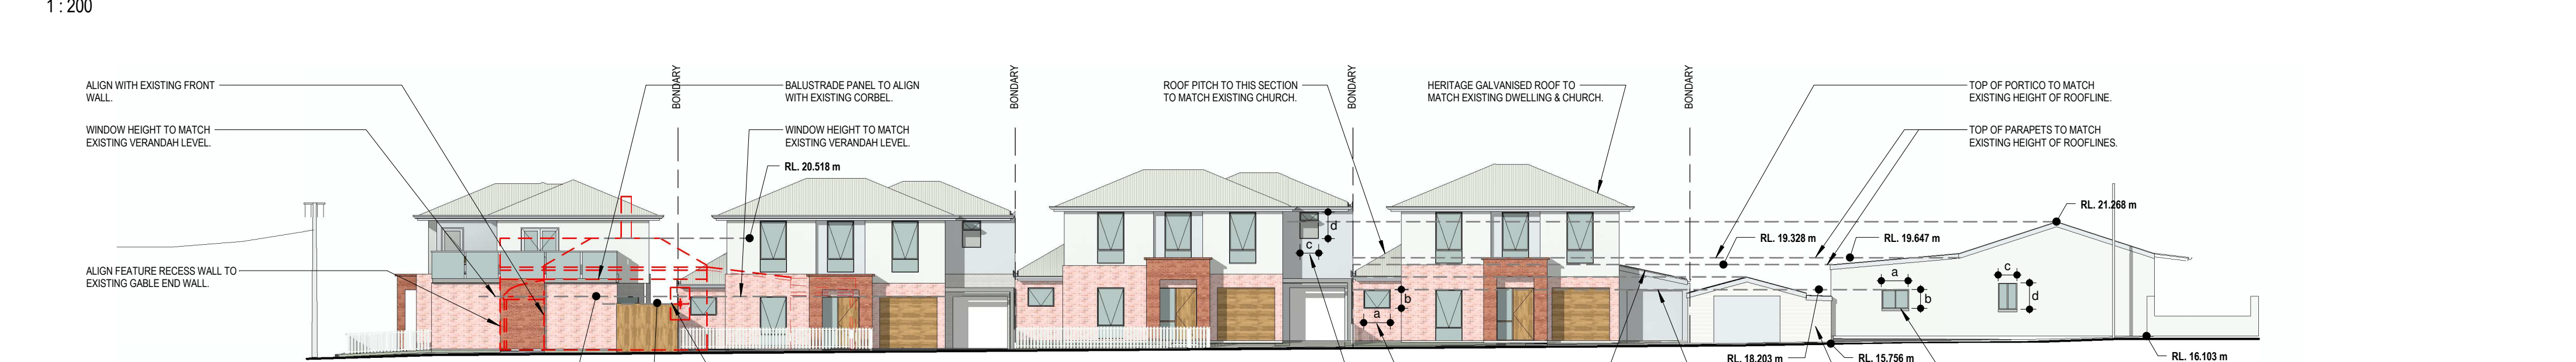 1 : 200
ALIGN WITH EXISTING FRONT
WALL.
WINDOW HEIGHT TO MATCH
EXISTING VERANDAH LEVEL.
ALIGN FEATURE RECESS WALL TO
EXISTING GABLE END WALL.
BONDARY
BALUSTRADE PANEL TO ALIGN
WITH EXISTING CORBEL.
WINDOW HEIGHT TO MATCH
EXISTING VERANDAH LEVEL.
RL. 20.518 m
BONDARY
ROOF PITCH TO THIS SECTION
TO MATCH EXISTING CHURCH.
BONDARY
HERITAGE GALVANISED ROOF TO
MATCH EXISTING DWELLING & CHURCH.
BONDARY
TOP OF PORTICO TO MATCH
EXISTING HEIGHT OF ROOFLINE.
TOP OF PARAPETS TO MATCH
EXISTING HEIGHT OF ROOFLINES.
RL. 21.268 m
RL. 19.328 m
RL. 19.647 m
d
c
b
a
a
b
c
d
RL. 18.203 m
RL. 15.756 m
RL. 16.103 m